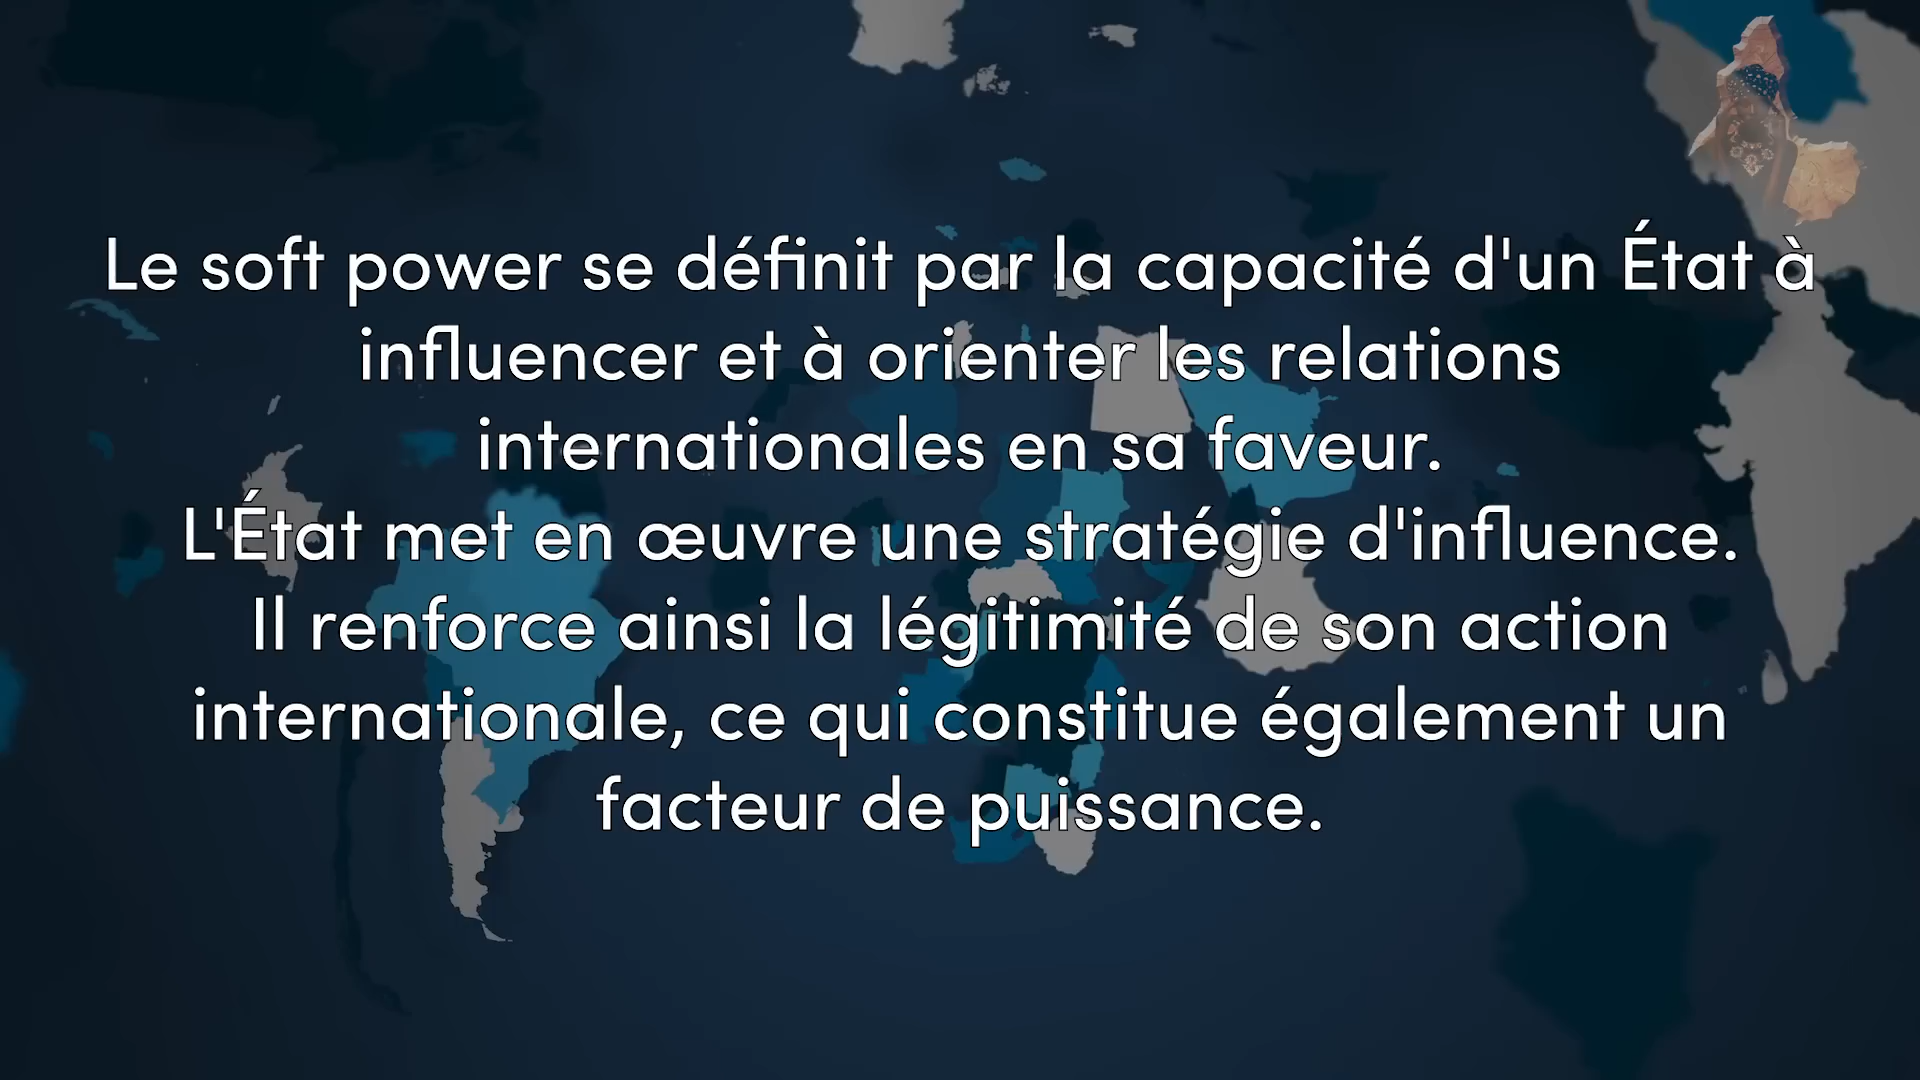 Le soft power se définit par la capacité d'un État à
influencer et à orienter les relations
internationales en sa faveur.
L'État met en œuvre une stratégie d'influence.
Il renforce ainsi la légitimité de son action
internationale, ce qui constitue également un
facteur de puissance.